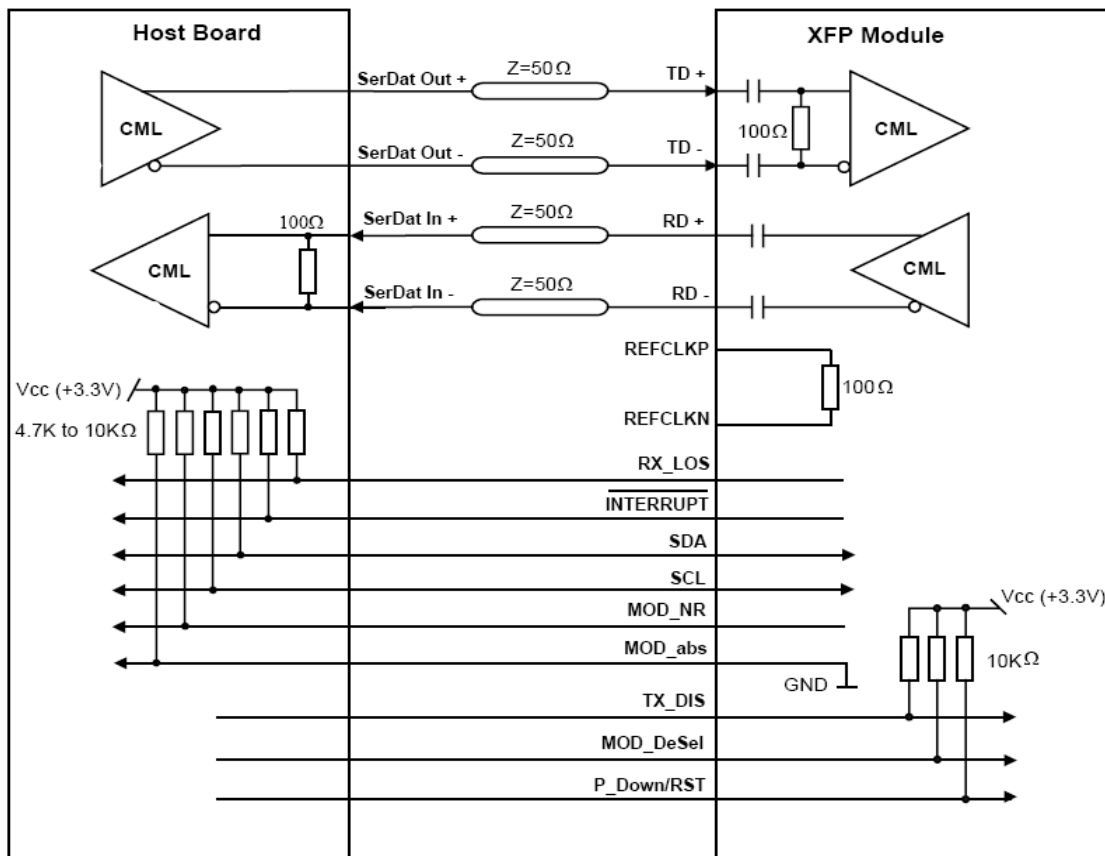 Host Board
XFP Module
SerDat Out +
Z=50Ω
TD +
CML
100Ω
CML
SerDat Out -
Z=50Ω
TD -
SerDat In +
Z=50Ω
RD +
100Ω
CML
CML
SerDat In -
Z=50Ω
RD -
REFCLKP
100Ω
REFCLKN
Vcc (+3.3V)
4.7K to 10KΩ
RX_LOS
INTERRUPT
SDA
SCL
MOD_NR
MOD_abs
GND
Vcc (+3.3V)
10KΩ
TX_DIS
MOD_DeSel
P_Down/RST